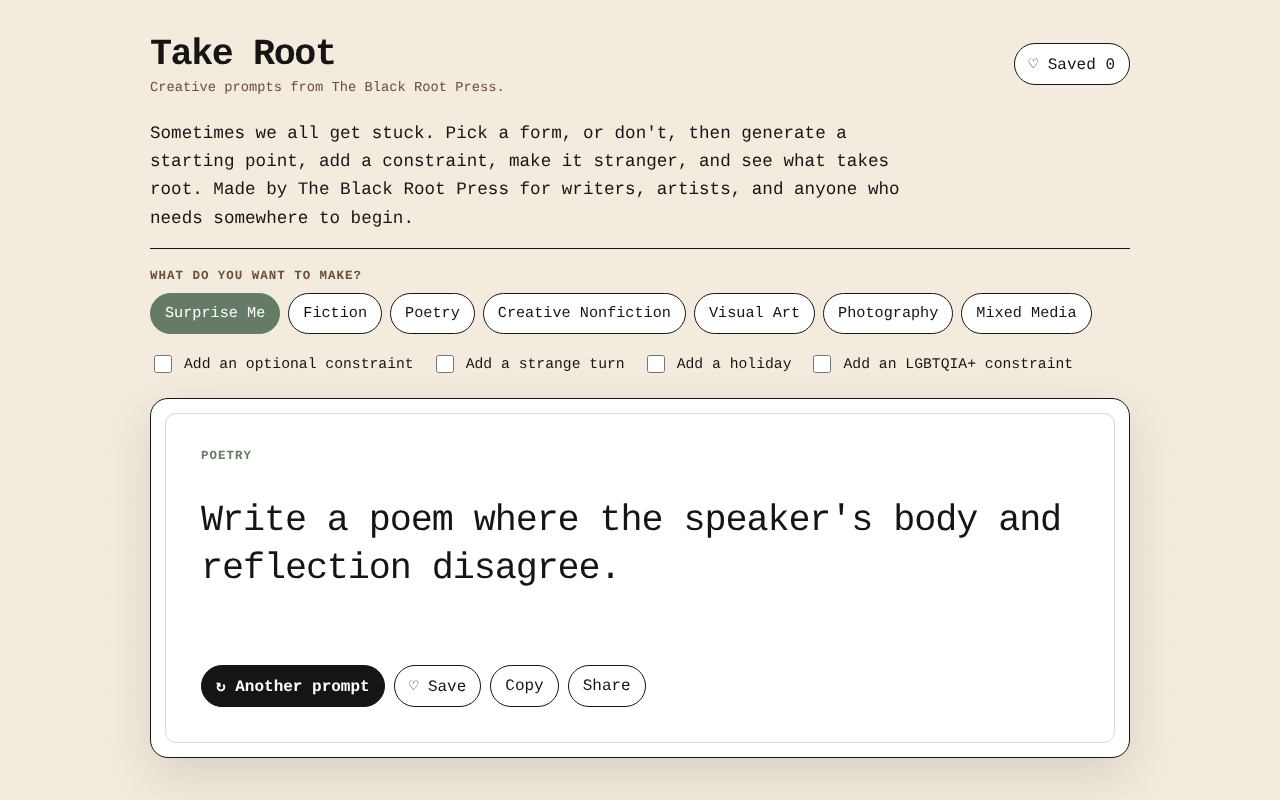 Take Root
Creative prompts from The Black Root Press.
♡ Saved 0
Sometimes we all get stuck. Pick a form, or don't, then generate a
starting point, add a constraint, make it stranger, and see what takes
root. Made by The Black Root Press for writers, artists, and anyone who
needs somewhere to begin.
WHAT DO YOU WANT TO MAKE?
Surprise Me Fiction Poetry Creative Nonfiction Visual Art Photography Mixed Media
Add an optional constraint Add a strange turn Add a holiday Add an LGBTQIA+ constraint
POETRY
Write a poem where the speaker's body and
reflection disagree.
↻ Another prompt ♡ Save Copy Share